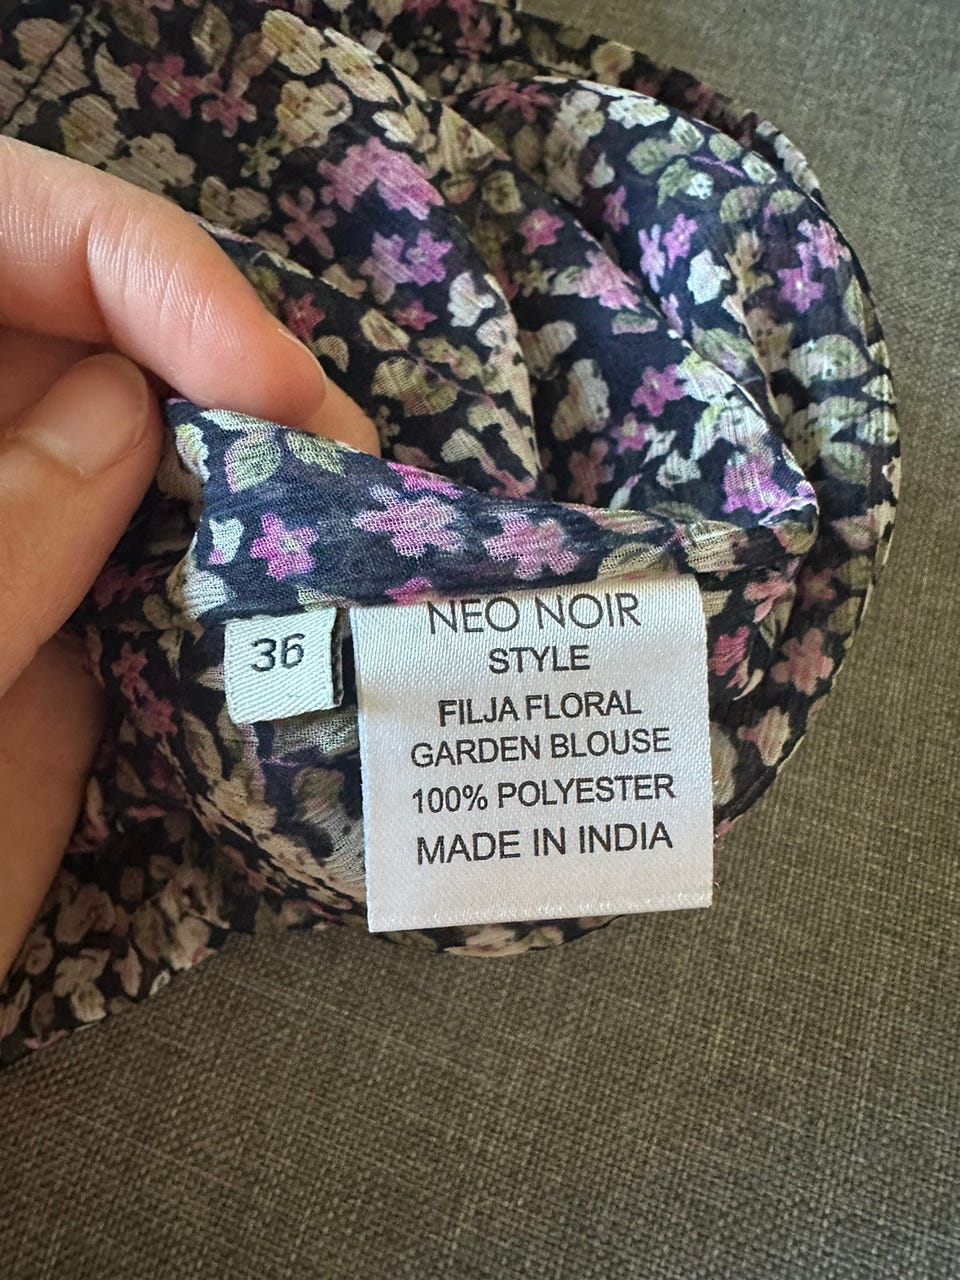 36
NEO NOIR
STYLE
FILJA FLORAL
GARDEN BLOUSE
100% POLYESTER
MADE IN INDIA